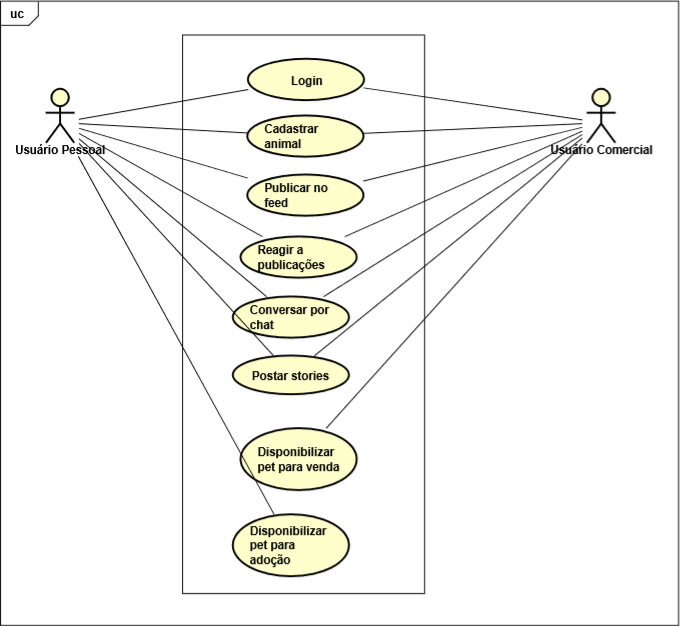 uc
Login
Cadastrar
animal
Usuário Pessoal
Usuário Comercial
Publicar no
feed
Reagir a
publicações
Conversar por
chat
Postar stories
Disponibilizar
pet para venda
Disponibilizar
pet para
adoção